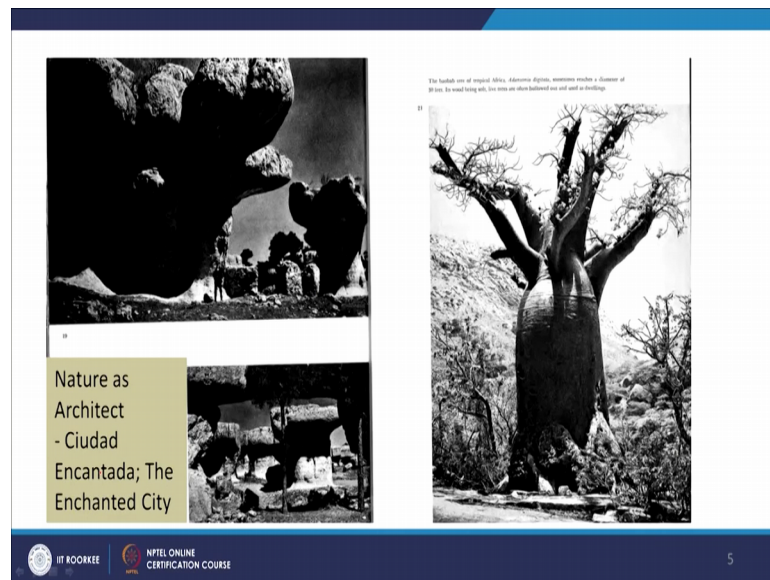 The baobab tree of tropical Africa, Adansonia digitata, sometimes reaches a diameter of
30 feet. Its wood being soft, live trees are often hollowed out and used as dwellings.
Nature as
Architect
- Ciudad
Encantada; The
Enchanted City
IIT ROORKEE
NPTEL ONLINE
CERTIFICATION COURSE
5